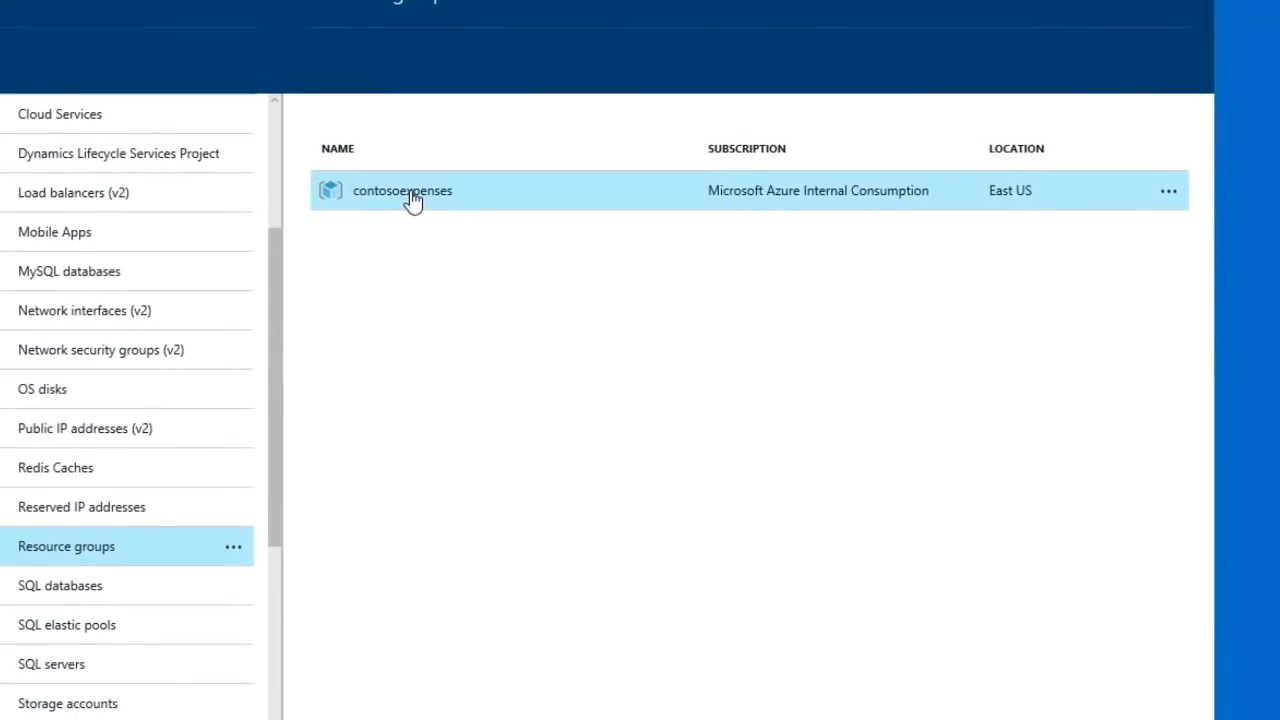 Cloud Services
Dynamics Lifecycle Services Project
Load balancers (v2)
Mobile Apps
MySQL databases
Network interfaces (v2)
Network security groups (v2)
OS disks
Public IP addresses (v2)
Redis Caches
Reserved IP addresses
Resource groups
SQL databases
SQL elastic pools
SQL servers
Storage accounts
NAME SUBSCRIPTION LOCATION
contosoexpenses Microsoft Azure Internal Consumption East US